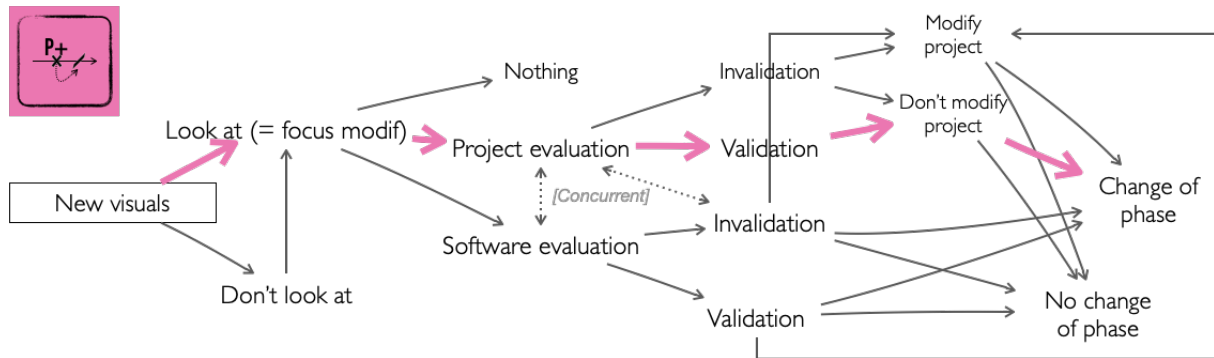 P+
Modify
project
Nothing
Invalidation
Don't modify
project
Look at (= focus modif)
Project evaluation
Validation
New visuals
[Concurrent]
Change of
phase
Invalidation
Software evaluation
Don't look at
No change
of phase
Validation